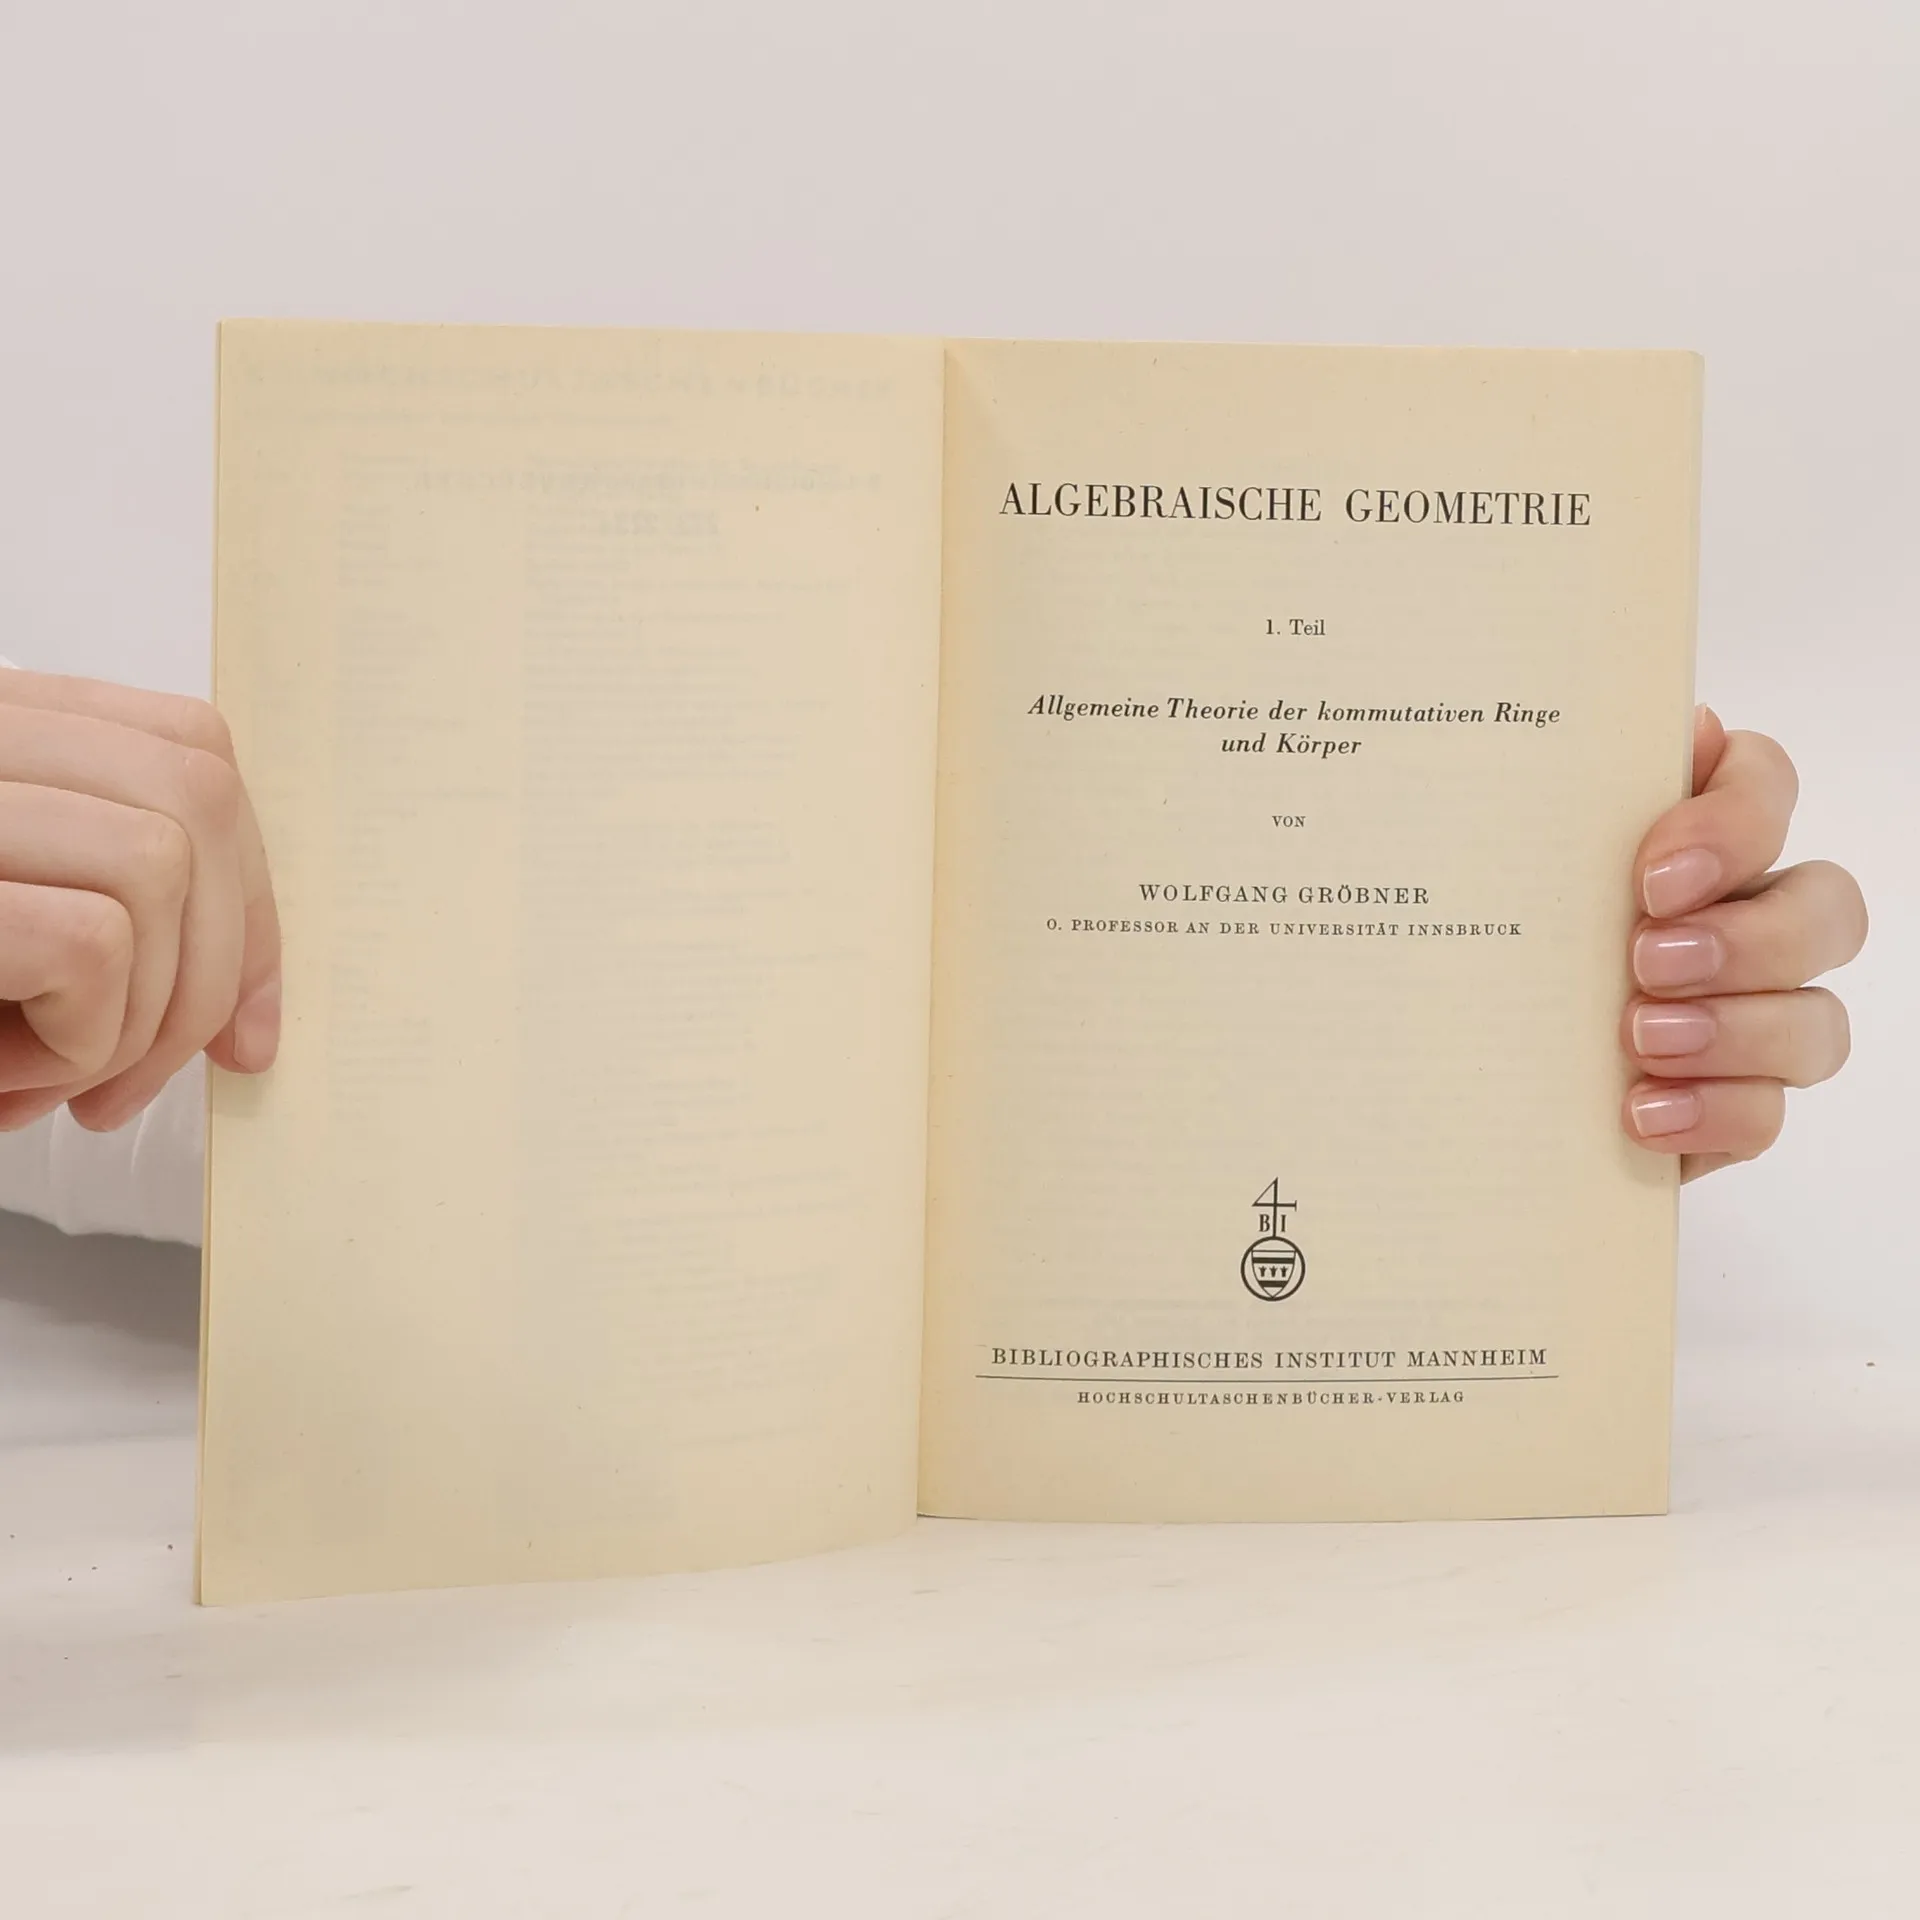 ALGEBRAISCHE GEOMETRIE
1. Teil
Allgemeine Theorie der kommutativen Ringe
und Körper
VON
WOLFGANG GRÖBNER
O. PROFESSOR AN DER UNIVERSITÄT INNSBRUCK
B I
BIBLIOGRAPHISCHES INSTITUT MANNHEIM
HOCHSCHULTASCHENBÜCHER-VERLAG